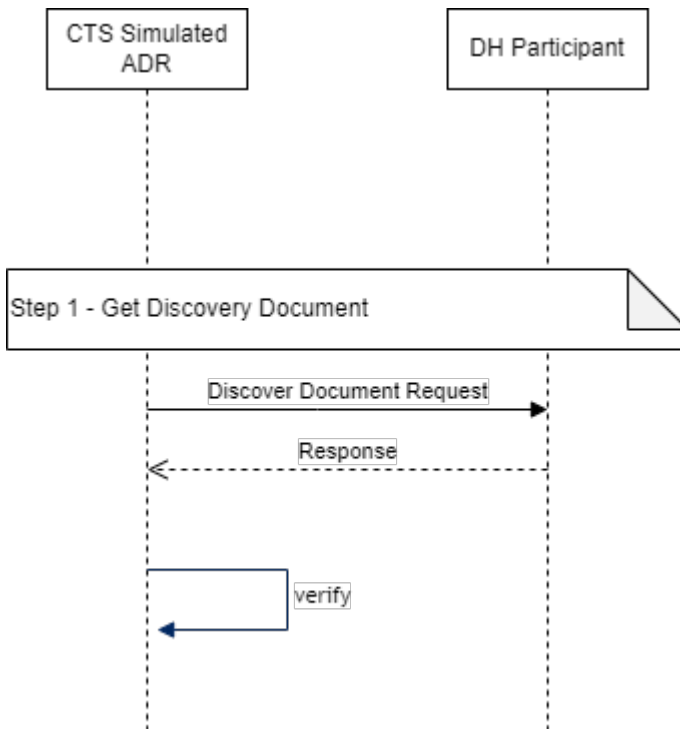 CTS Simulated
ADR
DH Participant
Step 1 - Get Discovery Document
Discover Document Request
Response
verify